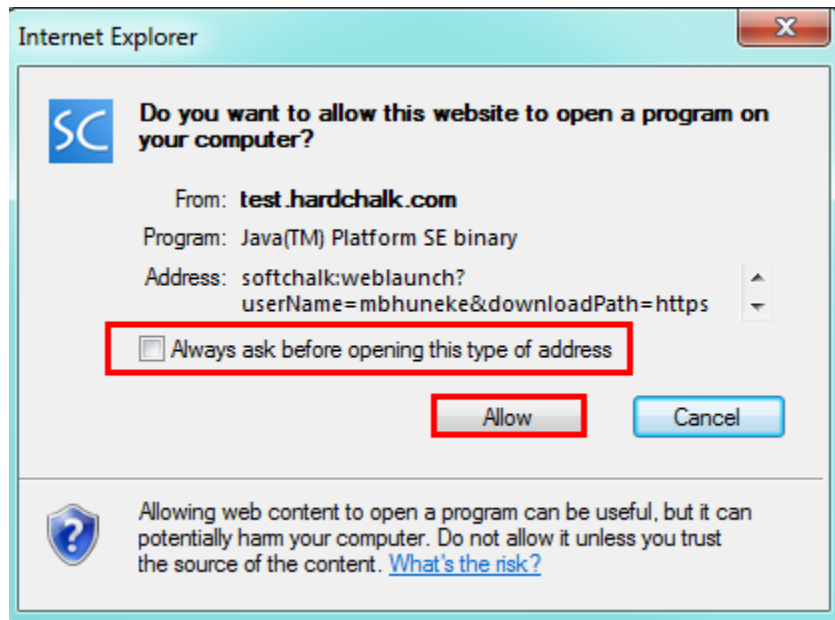 Internet Explorer
SC
Do you want to allow this website to open a program on
your computer?
From: test.hardchalk.com
Program: Java(TM) Platform SE binary
Address: softchalk:weblaunch?
userName=mbhuneke&downloadPath=https
Always ask before opening this type of address
Allow Cancel
Allowing web content to open a program can be useful, but it can
potentially harm your computer. Do not allow it unless you trust
the source of the content. What's the risk?